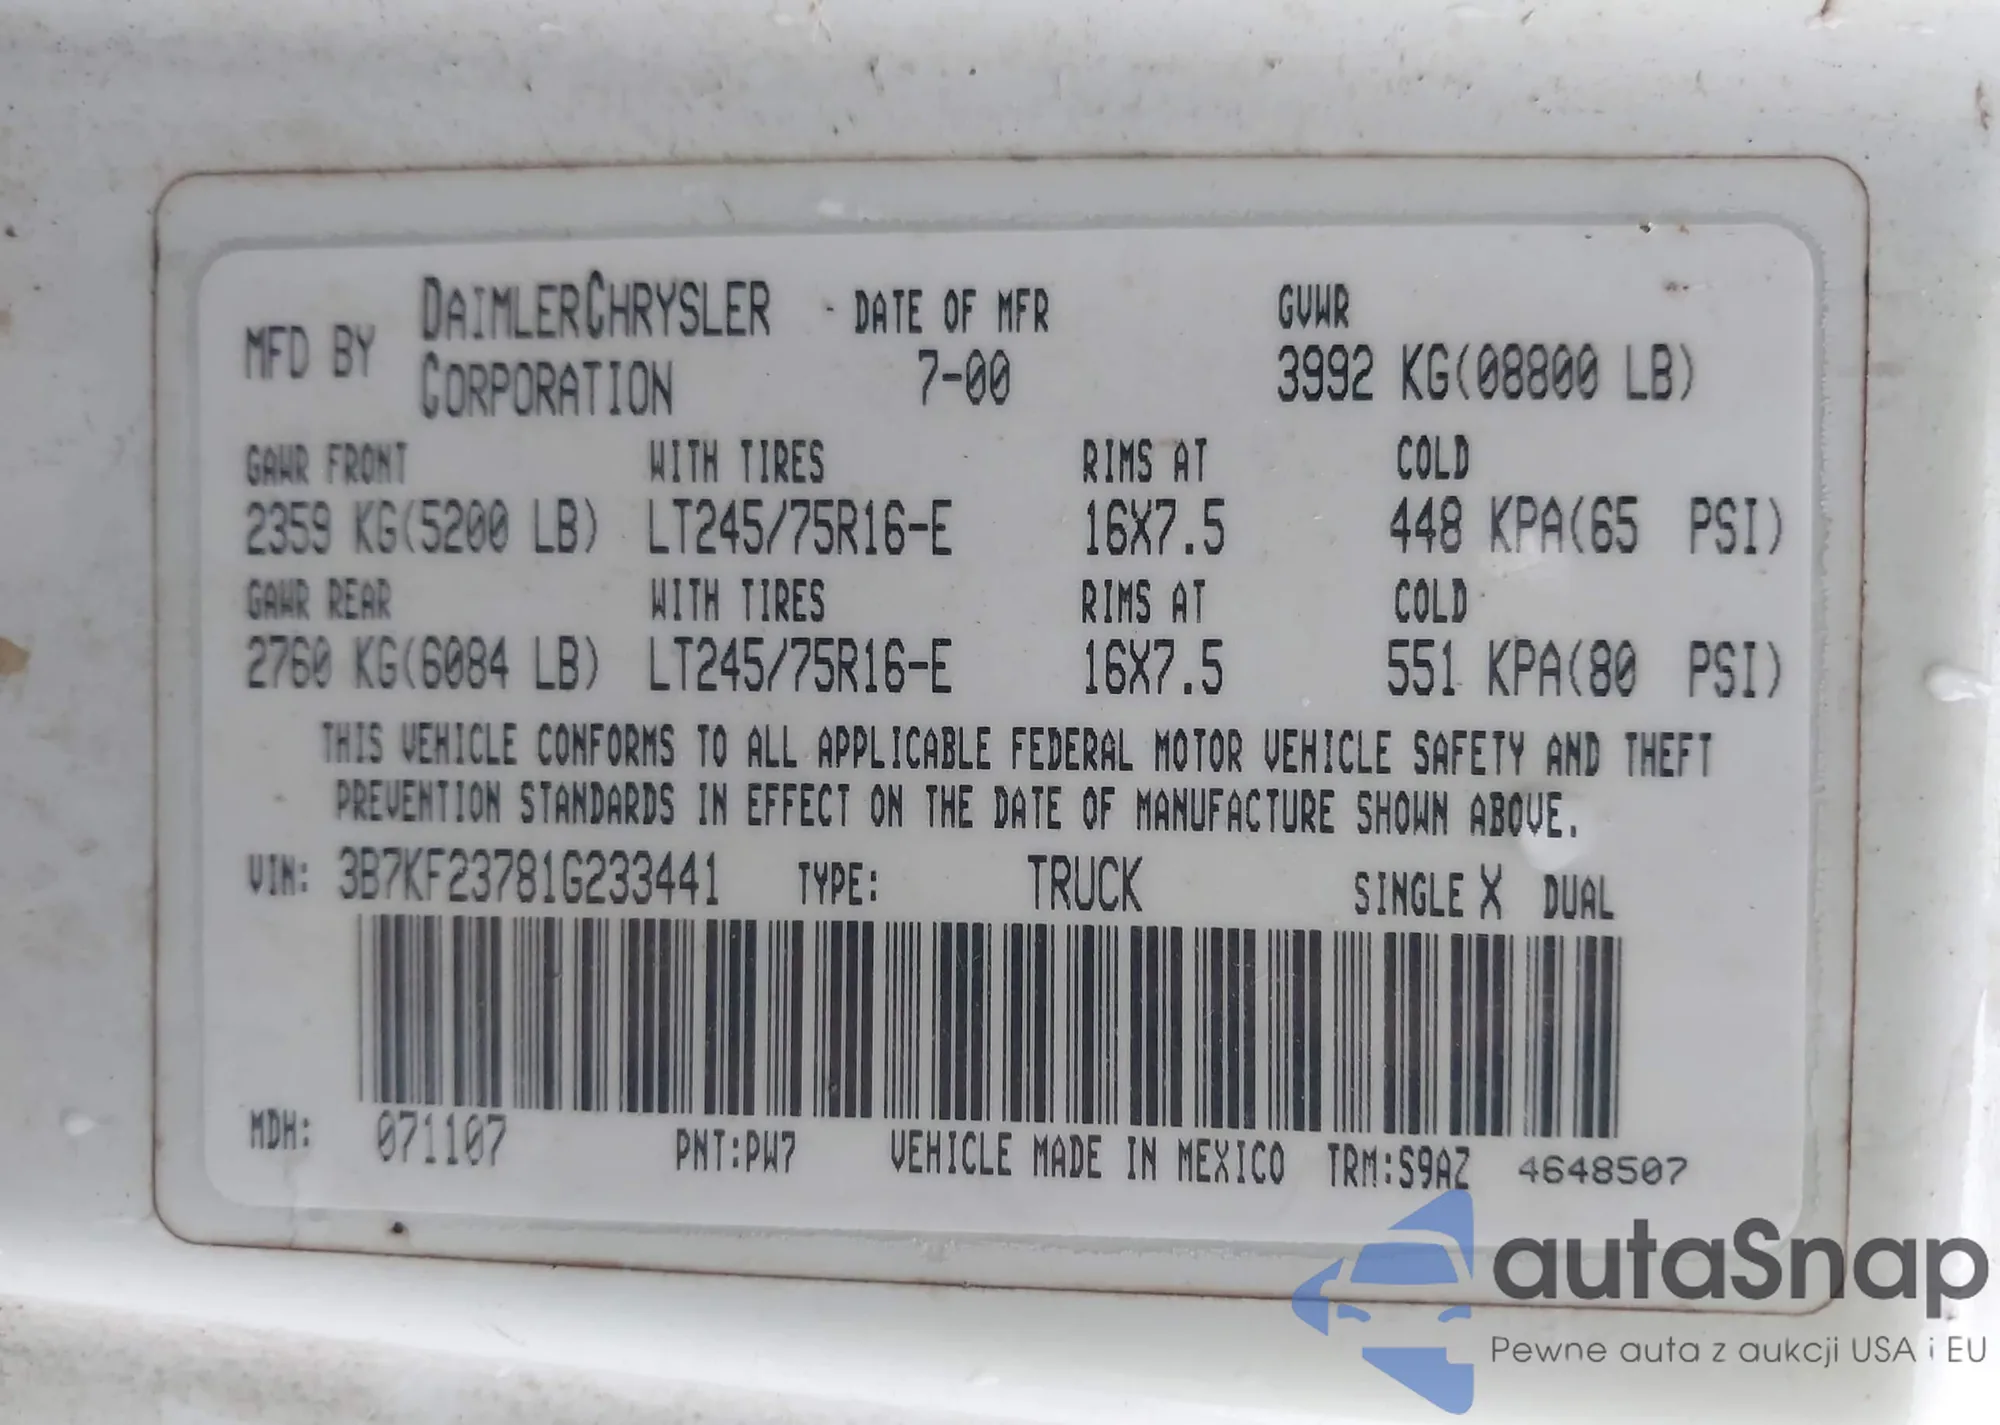 MFD BY DAIMLERCHRYSLER CORPORATION
DATE OF MFR
7-00
GVWR
3992 KG(08800 LB)
GAWR FRONT WITH TIRES RIMS AT COLD
2359 KG(5200 LB) LT245/75R16-E 16X7.5 448 KPA(65 PSI)
GAWR REAR WITH TIRES RIMS AT COLD
2760 KG(6084 LB) LT245/75R16-E 16X7.5 551 KPA(80 PSI)
THIS VEHICLE CONFORMS TO ALL APPLICABLE FEDERAL MOTOR VEHICLE SAFETY AND THEFT
PREVENTION STANDARDS IN EFFECT ON THE DATE OF MANUFACTURE SHOWN ABOVE.
VIN: 3B7KF23781G233441 TYPE: TRUCK SINGLE X DUAL
MDH: 071107 PNT:PW7 VEHICLE MADE IN MEXICO TRM:S9AZ 4648507
autaSnap
Pewne auta z aukcji USA i EU